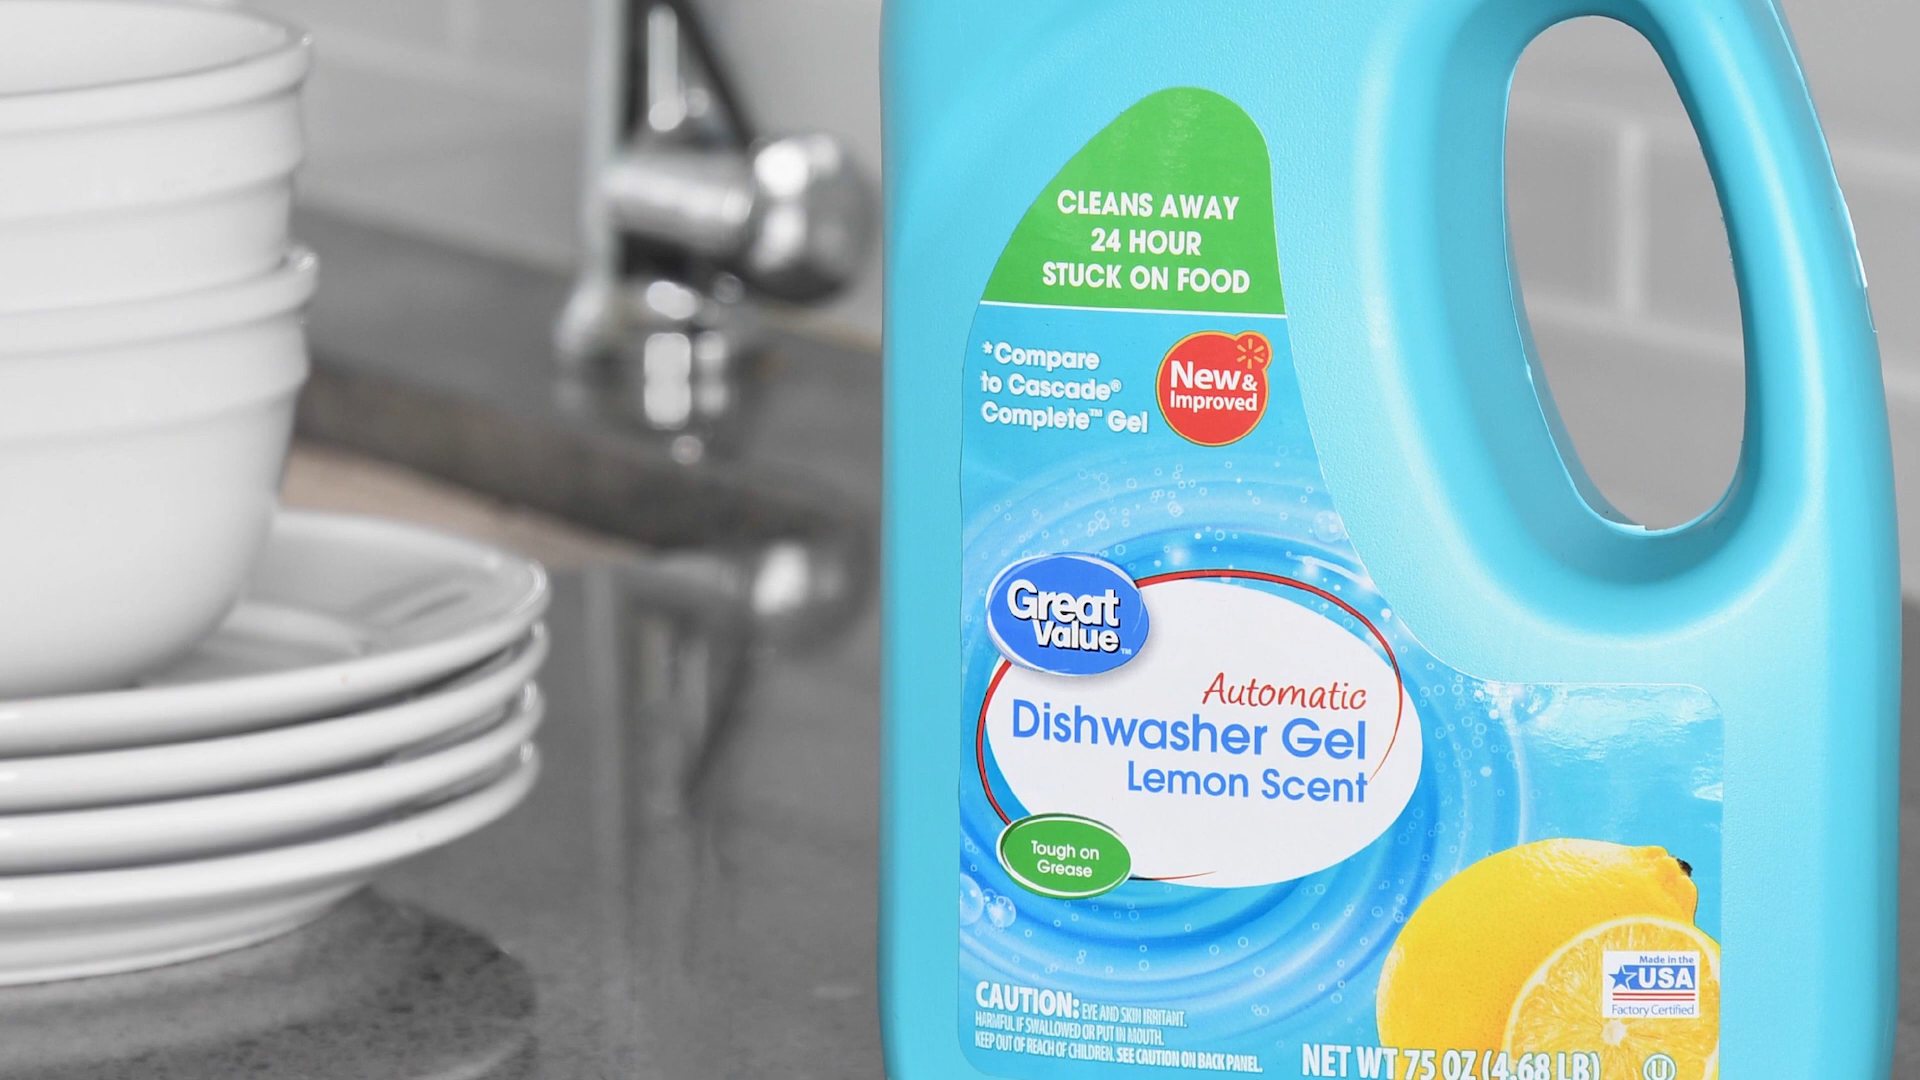 CLEANS AWAY
24 HOUR
STUCK ON FOOD
*Compare
to Cascade®
Complete™ Gel
New &
Improved
Great
Value™
Automatic
Dishwasher Gel
Lemon Scent
Tough on
Grease
Made in the
USA
Factory Certified
CAUTION: EYE AND SKIN IRRITANT.
HARMFUL IF SWALLOWED OR PUT IN MOUTH.
KEEP OUT OF REACH OF CHILDREN. SEE CAUTION ON BACK PANEL.
NET WT 75 OZ (4.68 LB)
U